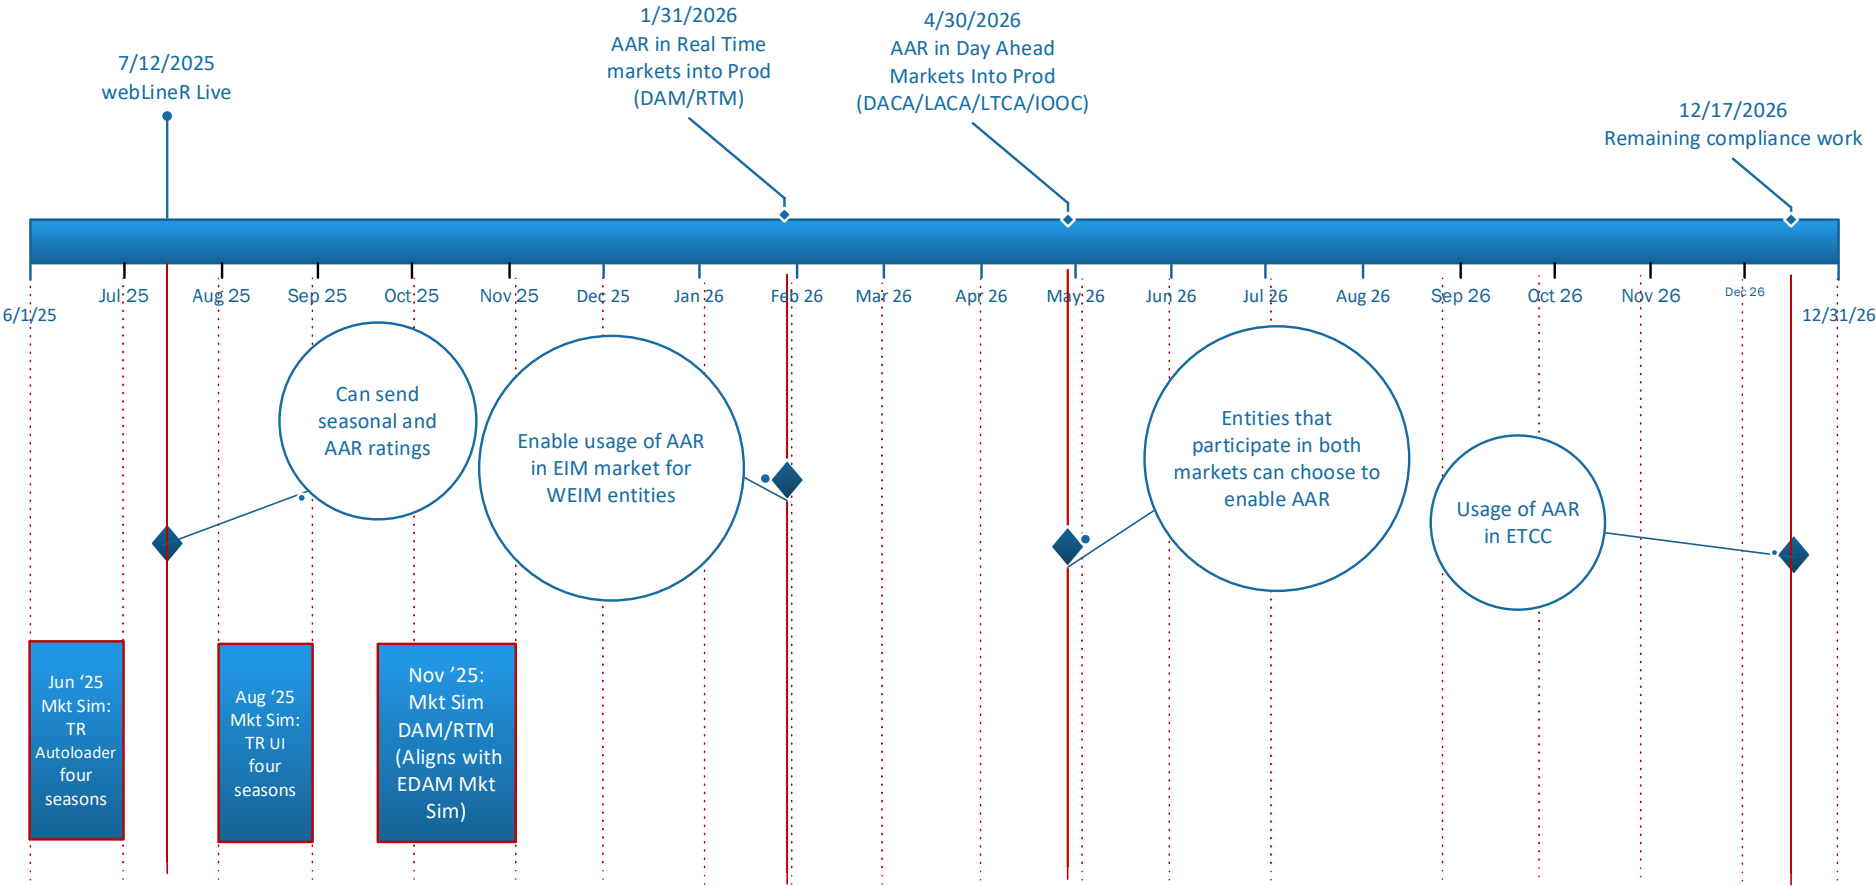 1/31/2026
AAR in Real Time
markets into Prod
(DAM/RTM)
4/30/2026
AAR in Day Ahead
Markets Into Prod
(DACA/LACA/LTCA/IOOC)
7/12/2025
webLineR Live
12/17/2026
Remaining compliance work
Jul 25
Aug 25
Sep 25
Oct 25
Nov 25
Dec 25
Jan 26
Feb 26
Mar 26
Apr 26
May 26
Jun 26
Jul 26
Aug 26
Sep 26
Oct 26
Nov 26
Dec 26
6/1/25
12/31/26
Can send
seasonal and
AAR ratings
Enable usage of AAR
in EIM market for
WEIM entities
Entities that
participate in both
markets can choose to
enable AAR
Usage of AAR
in ETCC
Jun ‘25
Mkt Sim:
TR
Autoloader
four
seasons
Aug ‘25
Mkt Sim:
TR UI
four
seasons
Nov ’25:
Mkt Sim
DAM/RTM
(Aligns with
EDAM Mkt
Sim)